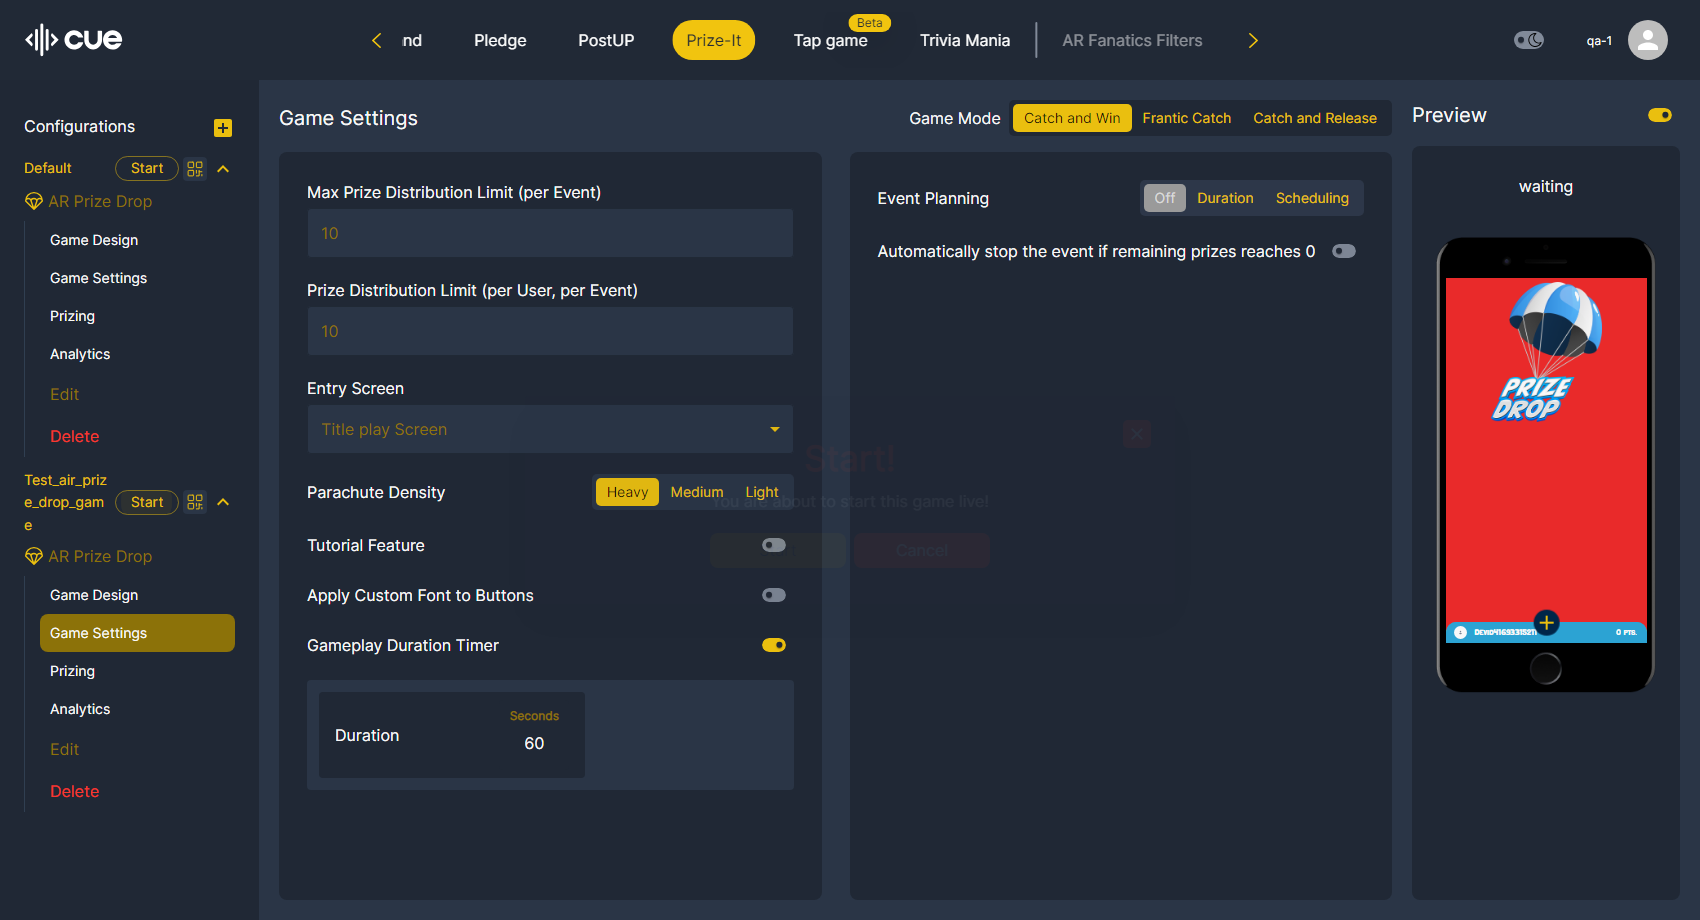 cue
nd
Pledge
PostUP
Prize-It
Beta
Tap game
Trivia Mania
AR Fanatics Filters
qa-1
Configurations
Default
Start
AR Prize Drop
Game Design
Game Settings
Prizing
Analytics
Edit
Delete
Test_air_priz
e_drop_gam
e
Start
AR Prize Drop
Game Design
Game Settings
Prizing
Analytics
Edit
Delete
Game Settings
Game Mode
Catch and Win
Frantic Catch
Catch and Release
Max Prize Distribution Limit (per Event)
10
Prize Distribution Limit (per User, per Event)
10
Entry Screen
Title play Screen
Parachute Density
Heavy
Medium
Light
Tutorial Feature
Apply Custom Font to Buttons
Gameplay Duration Timer
Duration
Seconds
60
Event Planning
Off
Duration
Scheduling
Automatically stop the event if remaining prizes reaches 0
Start!
You are about to start this game live!
Cancel
Preview
waiting
PRIZE
DROP
0 PTS.